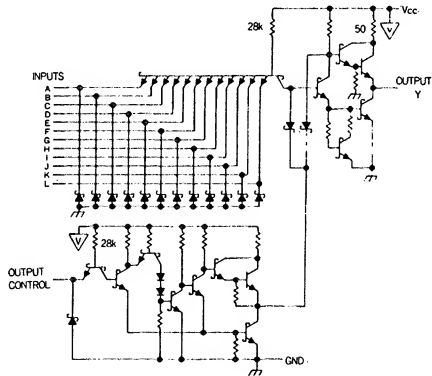 Vcc
28k
50
V
INPUTS
A
B
C
D
E
F
G
H
I
J
K
L
OUTPUT
Y
V
28k
OUTPUT
CONTROL
GND